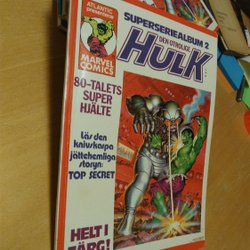 ATLANTIC
presenterar
MARVEL
COMICS
SUPERSERIEALBUM 2
DEN OTROLIGE
HULK
80-TALETS
SUPER
HJÄLTE
Läs den
knivskarpa
jättehemliga
storyn:
TOP SECRET
HELT I
FÄRG!